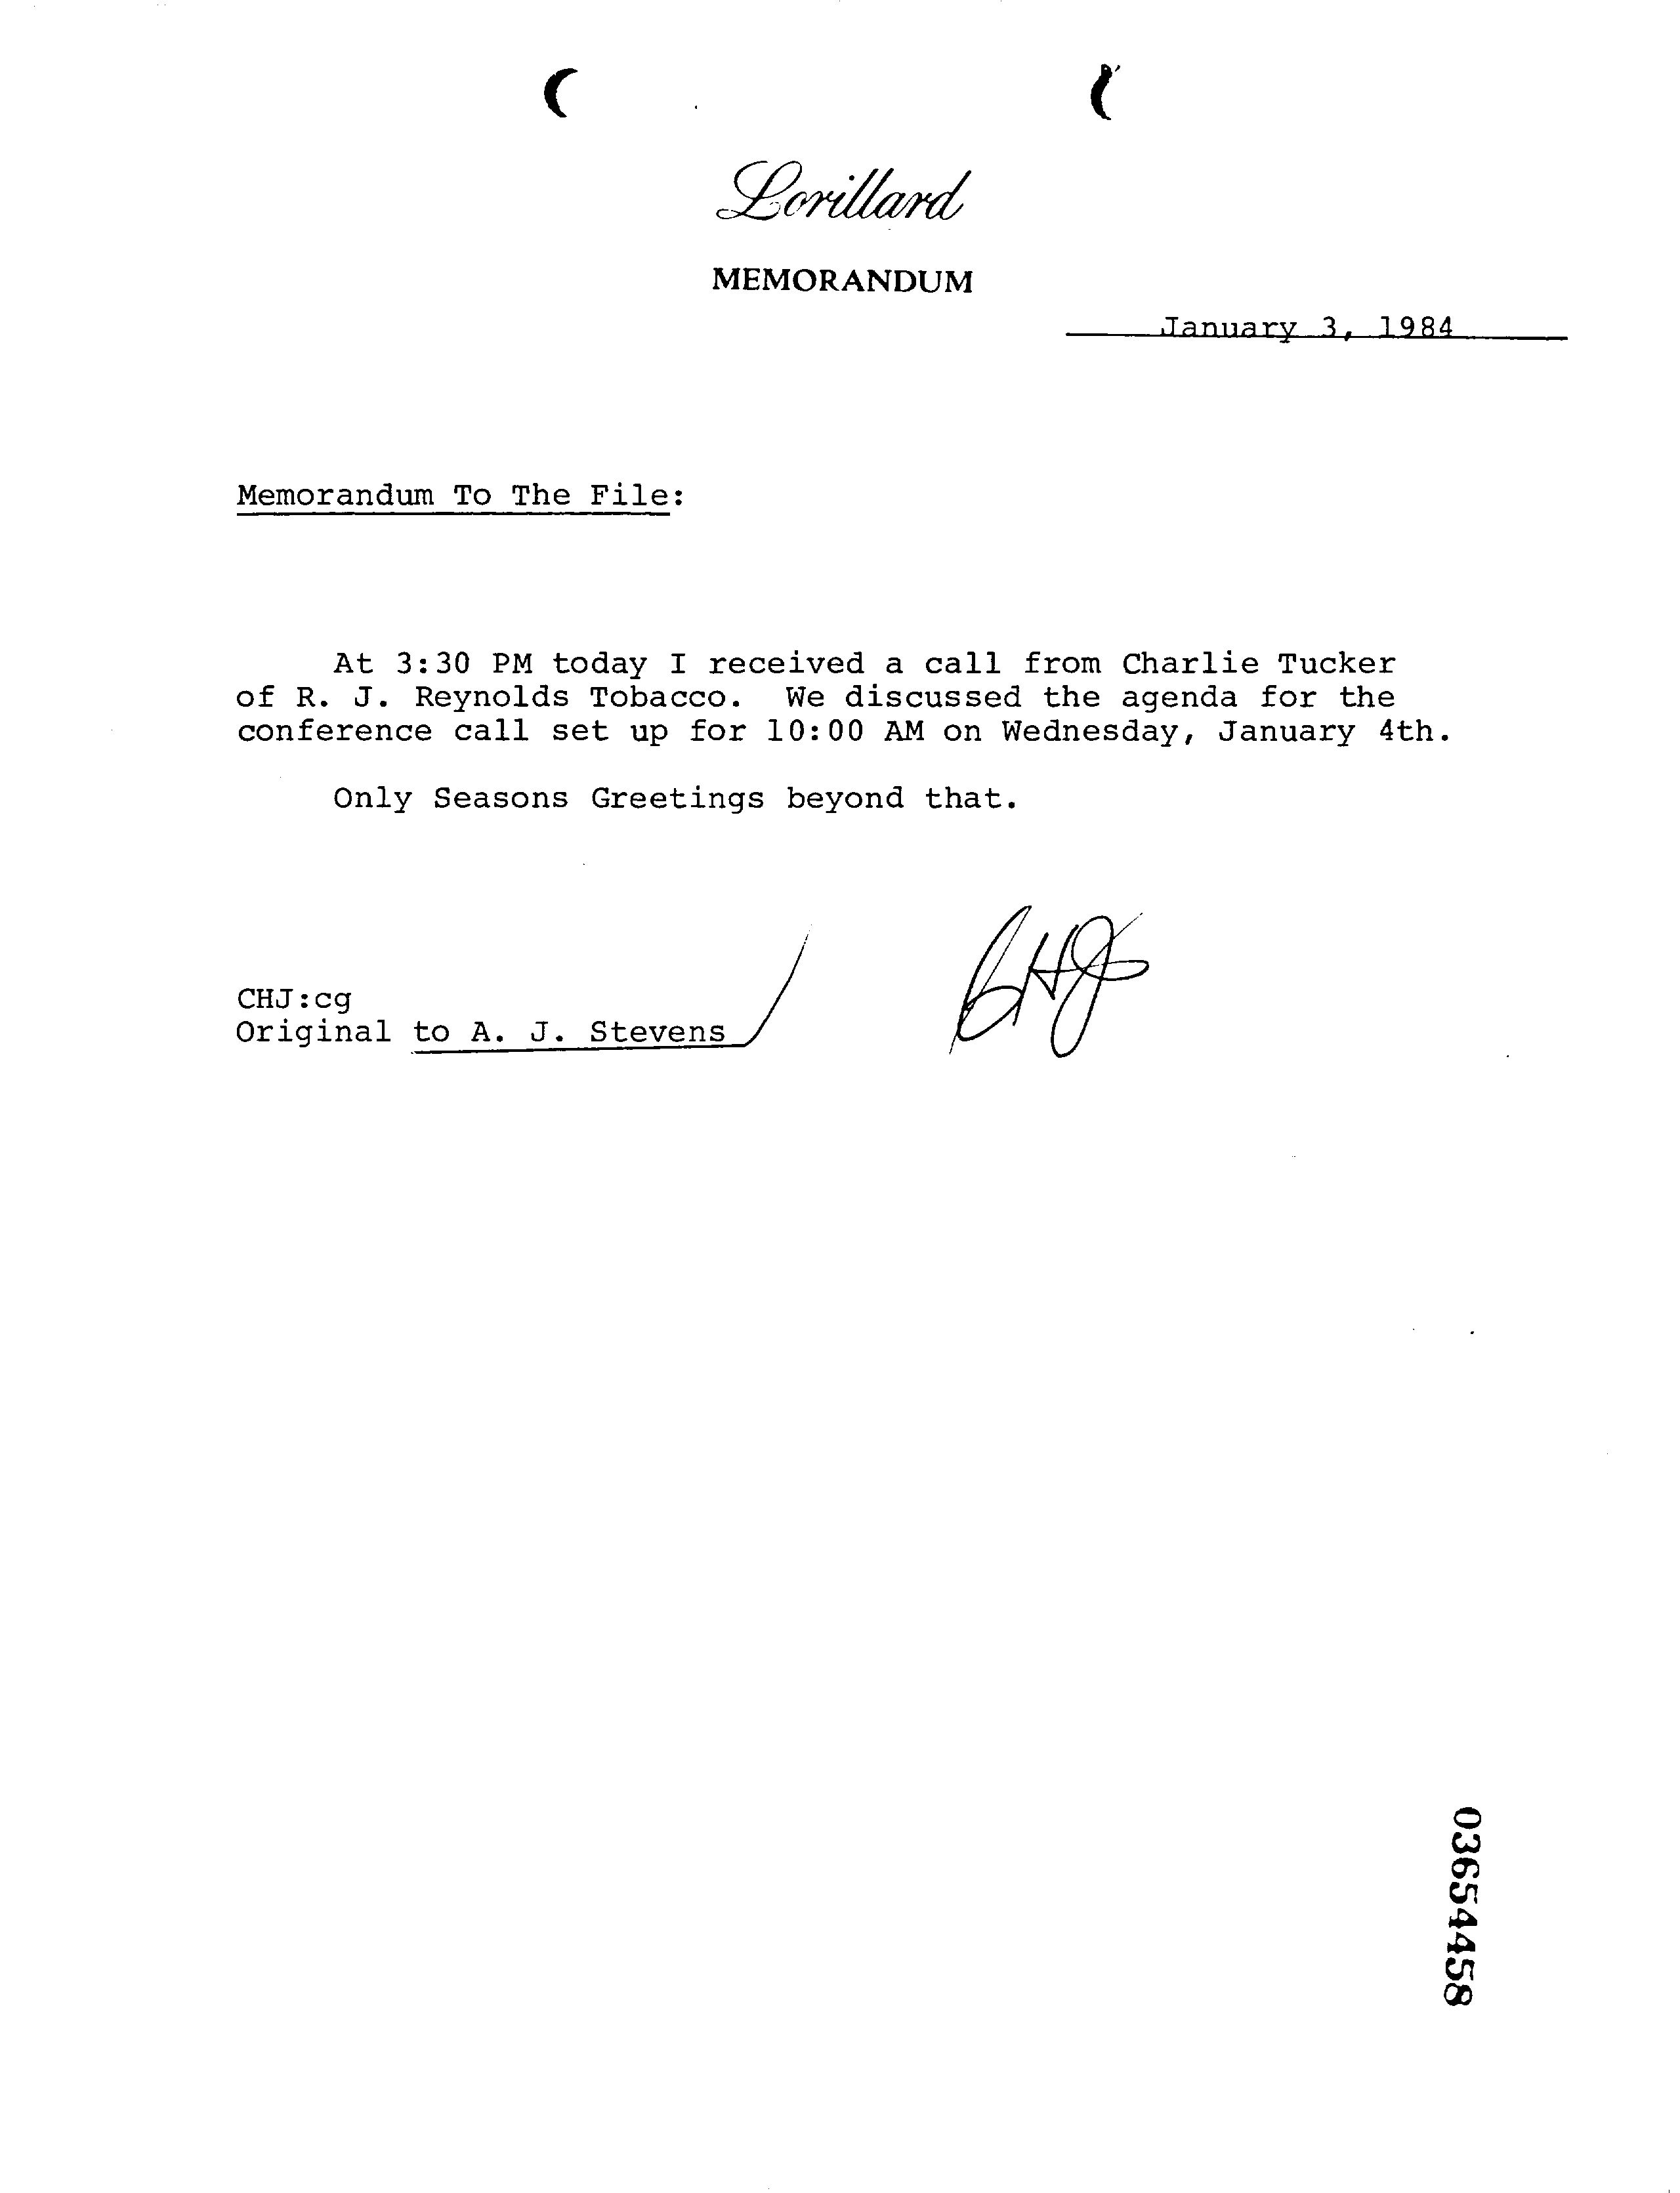 Lorillard
MEMORANDUM
January 3, 1984
Memorandum To The File:
At 3:30 PM today I received a call from Charlie Tucker
of R. J. Reynolds Tobacco. We discussed the agenda for the
conference call set up for 10:00 AM on Wednesday, January 4th.
Only Seasons Greetings beyond that.
CHJ
CHJ:cg
Original to A. J. Stevens
03654458